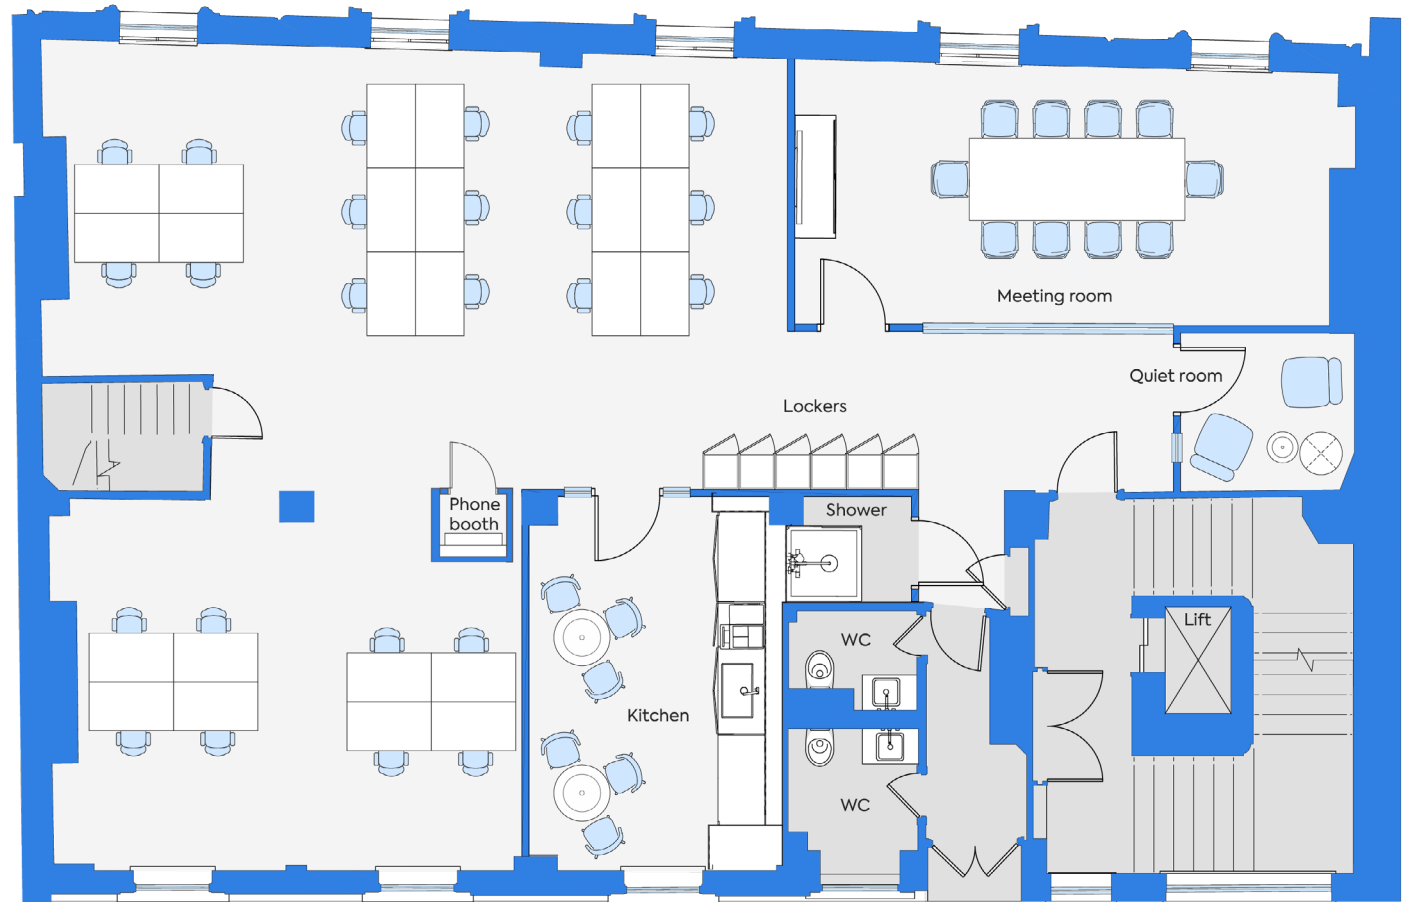 Meeting room
Quiet room
Lockers
Phone
booth
Shower
Lift
WC
Kitchen
WC